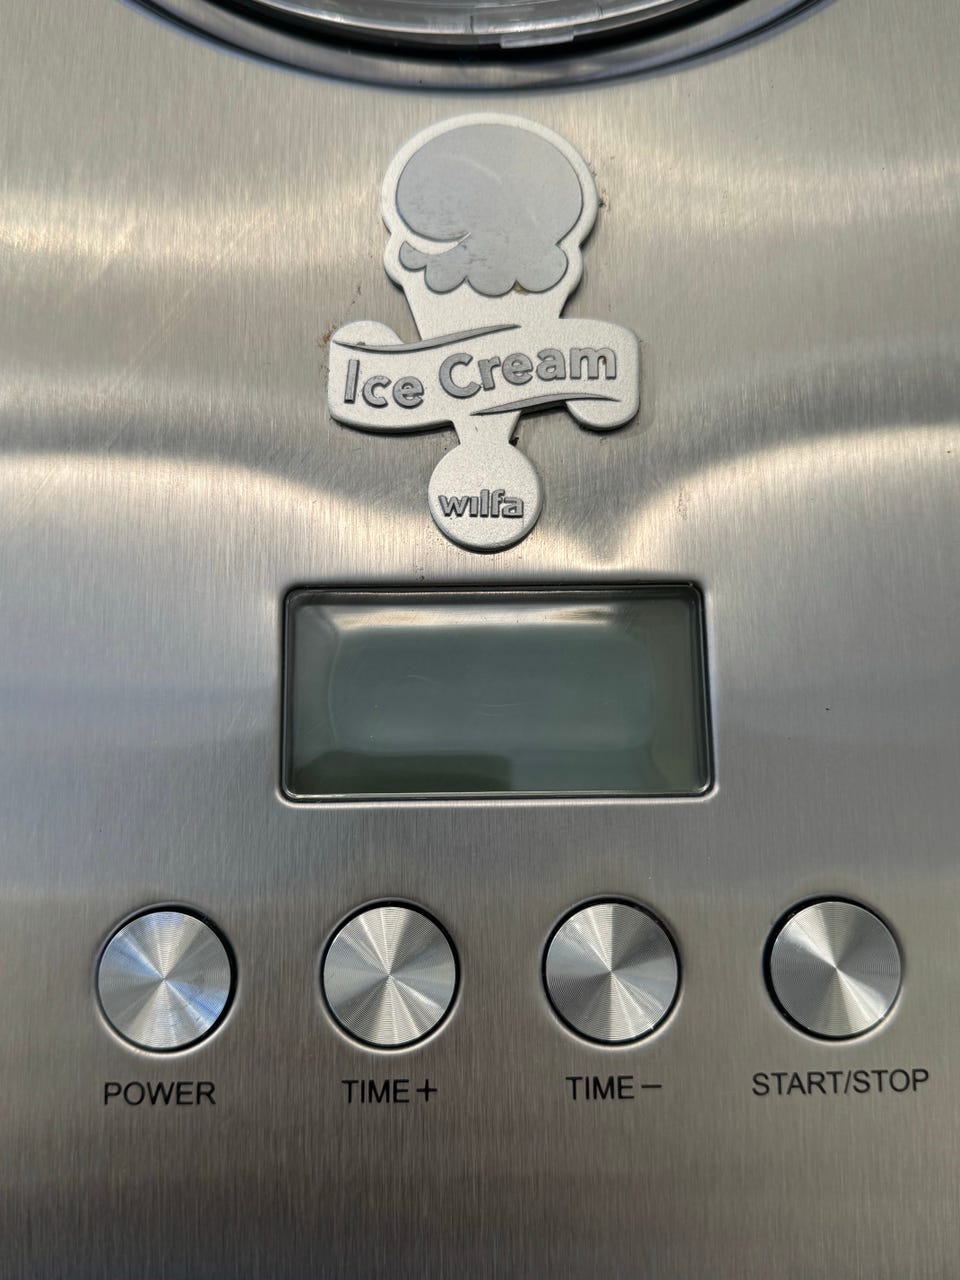 Ice Cream
wilfa
POWER
TIME+
TIME−
START/STOP